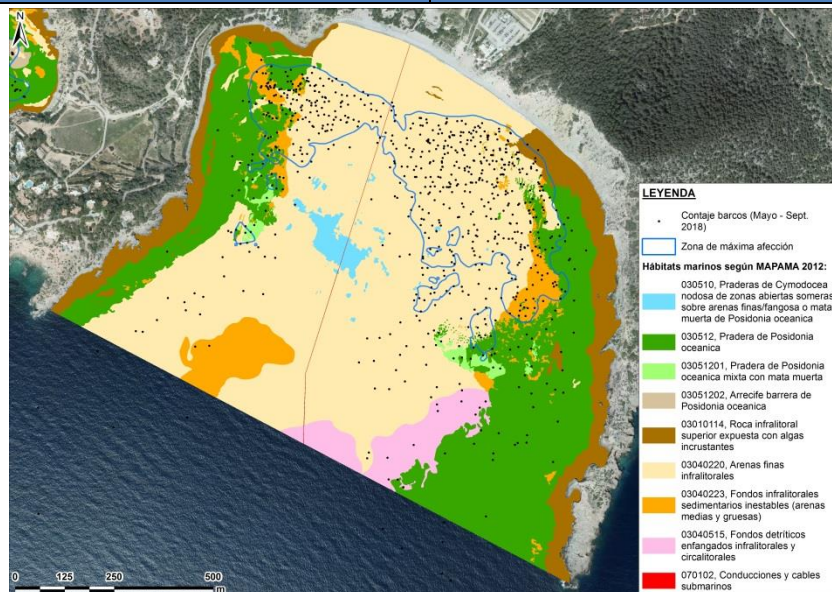 N
LEYENDA
Contaje barcos (Mayo - Sept.
2018)
Zona de máxima afección
Hábitats marinos según MAPAMA 2012:
030510, Praderas de Cymodocea
nodosa de zonas abiertas someras
sobre arenas finas/fangosa o mata
muerta de Posidonia oceanica
030512, Pradera de Posidonia
oceanica
03051201, Pradera de Posidonia
oceanica mixta con mata muerta
03051202, Arrecife barrera de
Posidonia oceanica
03010114, Roca infralitoral
superior expuesta con algas
incrustantes
03040220, Arenas finas
infralitorales
03040223, Fondos infralitorales
sedimentarios inestables (arenas
medias y gruesas)
03040515, Fondos detríticos
enfangados infralitorales y
circalitorales
070102, Conducciones y cables
submarinos
0 125 250 500
m